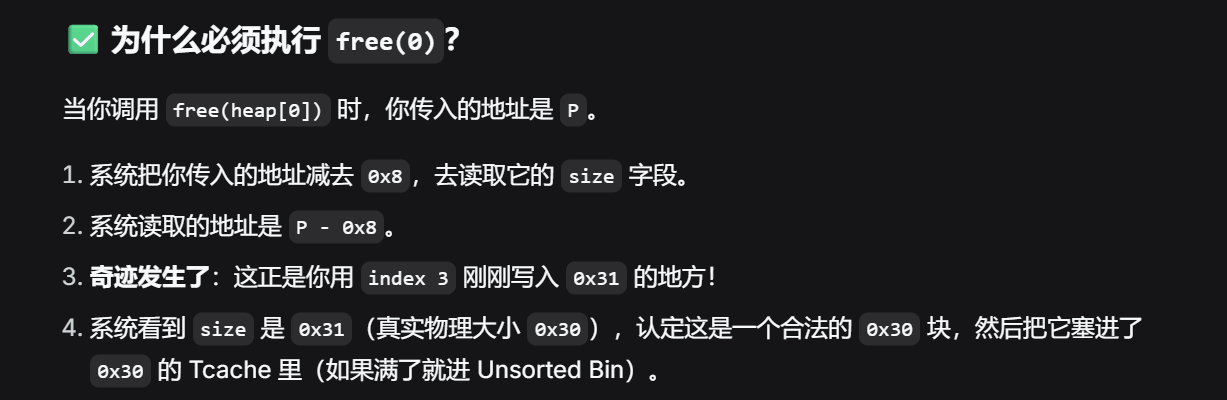 ✅ 为什么必须执行 free(0)?
当你调用 free(heap[0]) 时，你传入的地址是 P。
1. 系统把你传入的地址减去 0x8，去读取它的 size 字段。
2. 系统读取的地址是 P - 0x8。
3. 奇迹发生了：这正是你用 index 3 刚刚写入 0x31 的地方！
4. 系统看到 size 是 0x31（真实物理大小 0x30），认定这是一个合法的 0x30 块，然后把它塞进了
0x30 的 Tcache 里（如果满了就进 Unsorted Bin）。